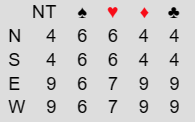 NT ♠ ♥ ♦ ♣
N 4 6 6 4 4
S 4 6 6 4 4
E 9 6 7 9 9
W 9 6 7 9 9